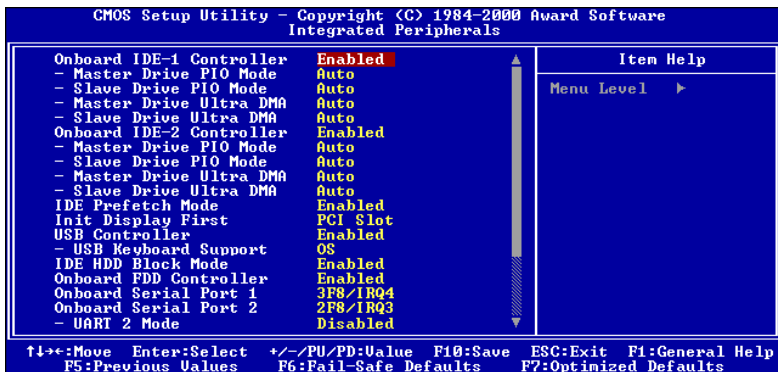 CMOS Setup Utility – Copyright (C) 1984-2000 Award Software
Integrated Peripherals
Onboard IDE-1 Controller Enabled
- Master Drive PIO Mode Auto
- Slave Drive PIO Mode Auto
- Master Drive Ultra DMA Auto
- Slave Drive Ultra DMA Auto
Onboard IDE-2 Controller Enabled
- Master Drive PIO Mode Auto
- Slave Drive PIO Mode Auto
- Master Drive Ultra DMA Auto
- Slave Drive Ultra DMA Auto
IDE Prefetch Mode Enabled
Init Display First PCI Slot
USB Controller Enabled
- USB Keyboard Support OS
IDE HDD Block Mode Enabled
Onboard FDD Controller Enabled
Onboard Serial Port 1 3F8/IRQ4
Onboard Serial Port 2 2F8/IRQ3
- UART 2 Mode Disabled
Item Help
Menu Level ▶
↑↓→←:Move Enter:Select +/-/PU/PD:Value F10:Save ESC:Exit F1:General Help
F5:Previous Values F6:Fail-Safe Defaults F7:Optimized Defaults